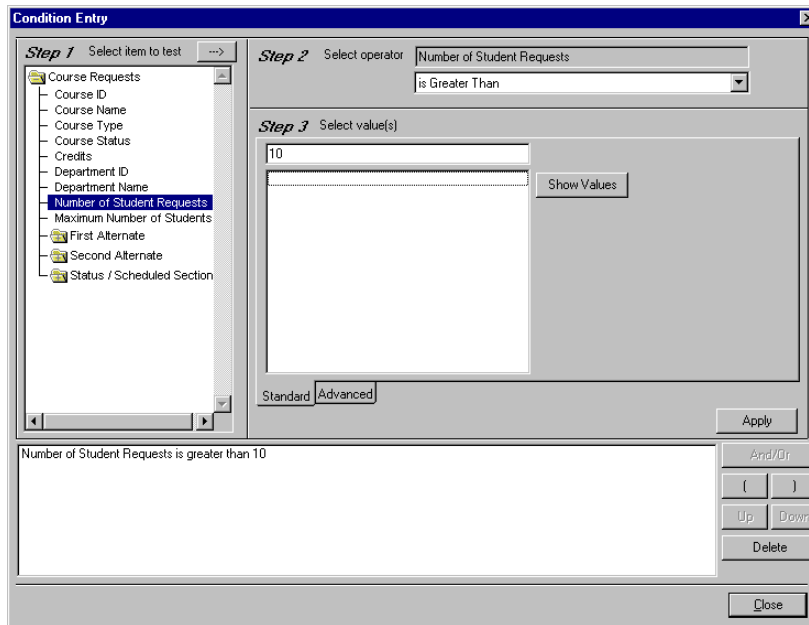 Condition Entry
Step 1 Select item to test --->
Course Requests
Course ID
Course Name
Course Type
Course Status
Credits
Department ID
Department Name
Number of Student Requests
Maximum Number of Students
First Alternate
Second Alternate
Status / Scheduled Section
Step 2 Select operator Number of Student Requests
is Greater Than
Step 3 Select value(s)
10
Show Values
Standard Advanced
Apply
Number of Student Requests is greater than 10
And/Or
( )
Up Down
Delete
Close